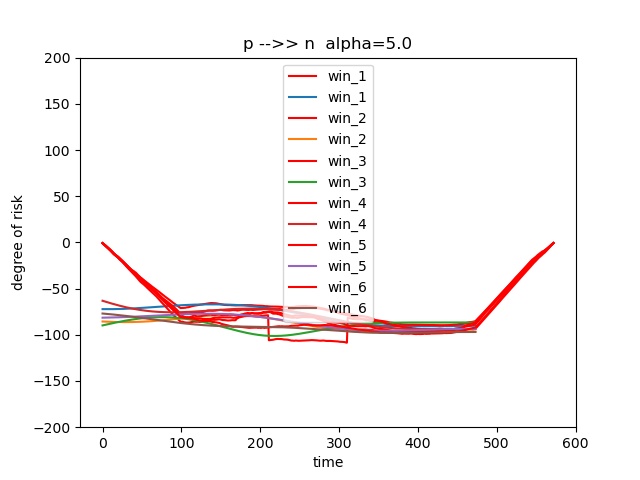 p -->> n  alpha=5.0
degree of risk
200
150
100
50
0
−50
−100
−150
−200
win_1
win_1
win_2
win_2
win_3
win_3
win_4
win_4
win_5
win_5
win_6
win_6
0 100 200 300 400 500 600
time